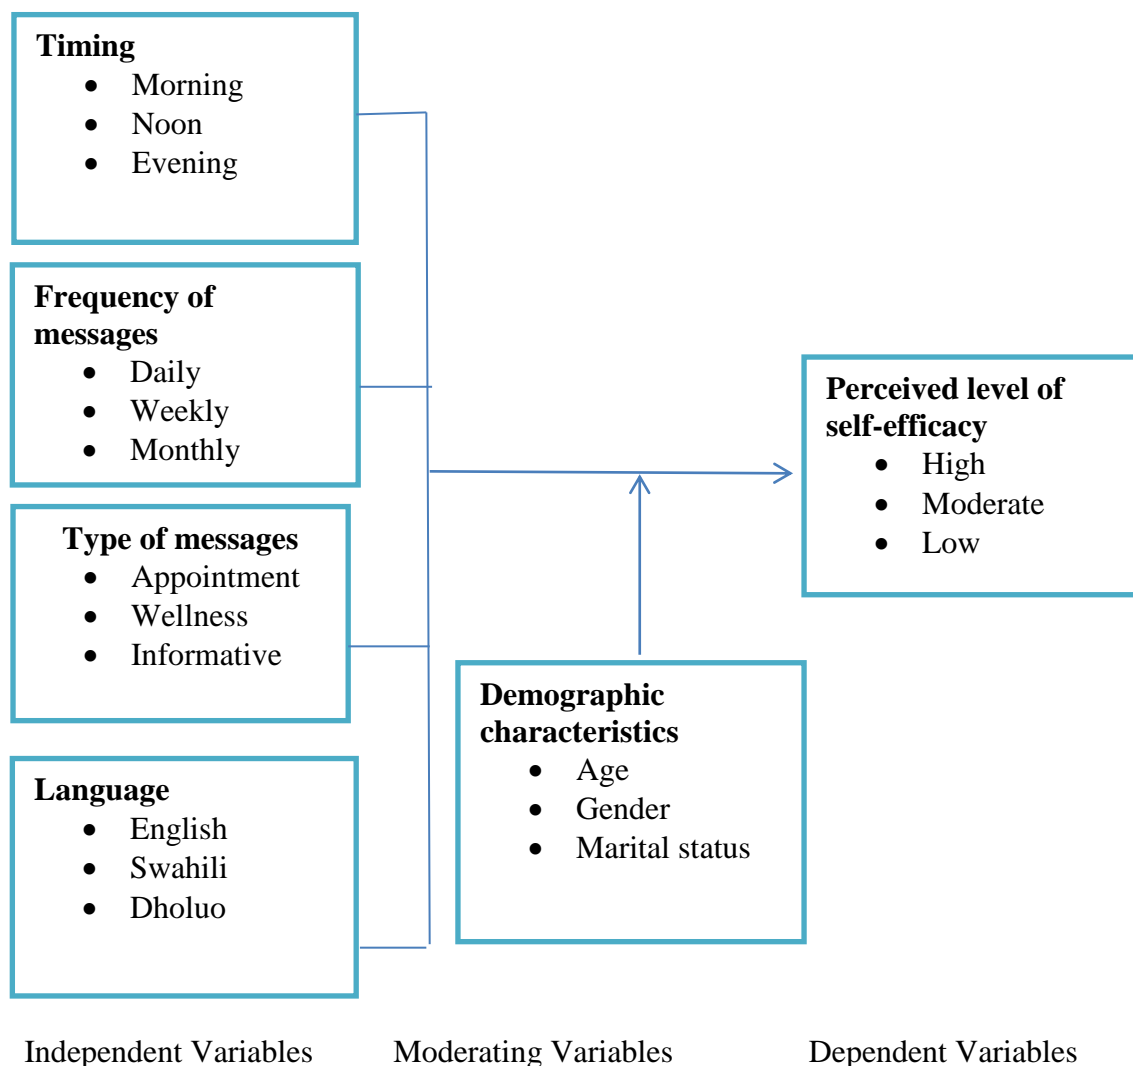 Timing
• Morning
• Noon
• Evening
Frequency of
messages
• Daily
• Weekly
• Monthly
Type of messages
• Appointment
• Wellness
• Informative
Language
• English
• Swahili
• Dholuo
Demographic
characteristics
• Age
• Gender
• Marital status
Perceived level of
self-efficacy
• High
• Moderate
• Low
Independent Variables
Moderating Variables
Dependent Variables